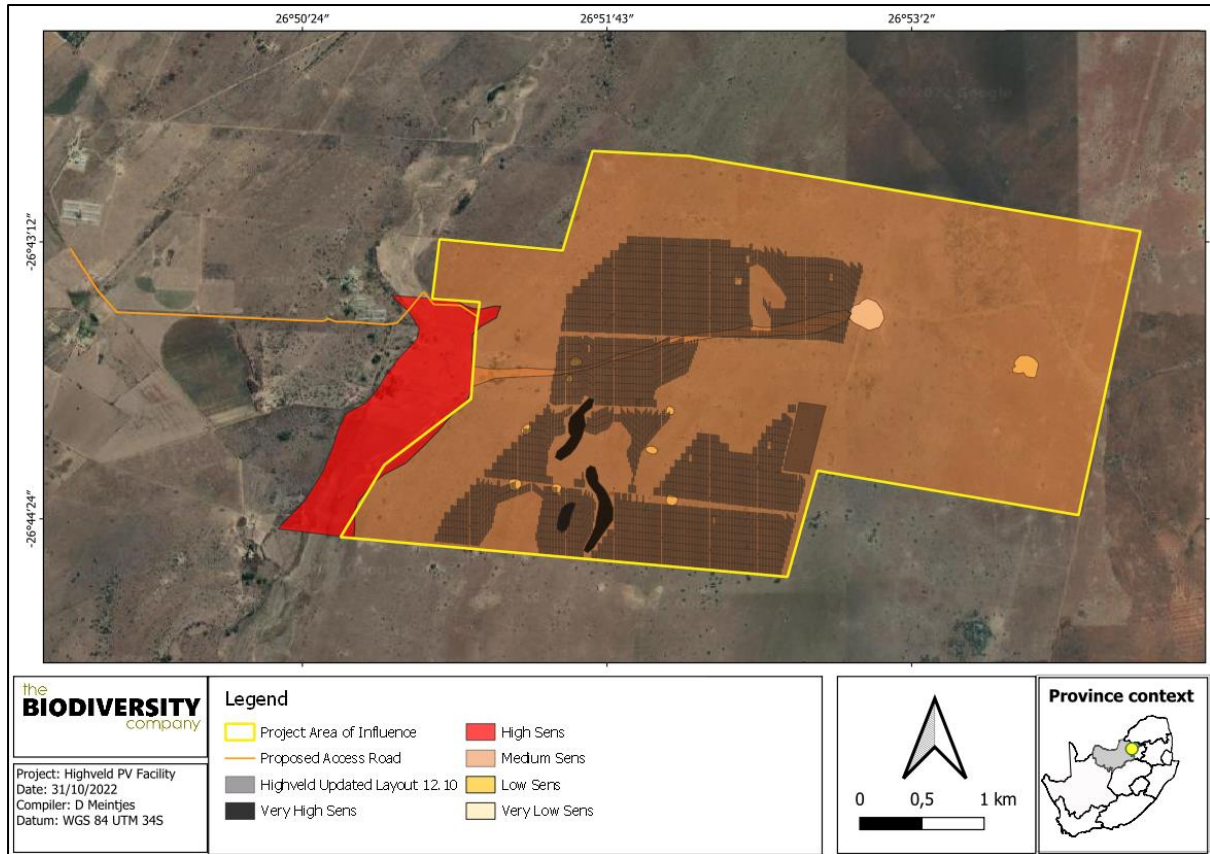 26°50'24"
26°51'43"
26°53'2"
-26°43'12"
-26°44'24"
© 2022 Google
the
BIODIVERSITY
company
Project: Highveld PV Facility
Date: 31/10/2022
Compiler: D Meintjes
Datum: WGS 84 UTM 34S
Legend
Project Area of Influence
Proposed Access Road
Highveld Updated Layout 12.10
Very High Sens
High Sens
Medium Sens
Low Sens
Very Low Sens
0 0,5 1 km
Province context